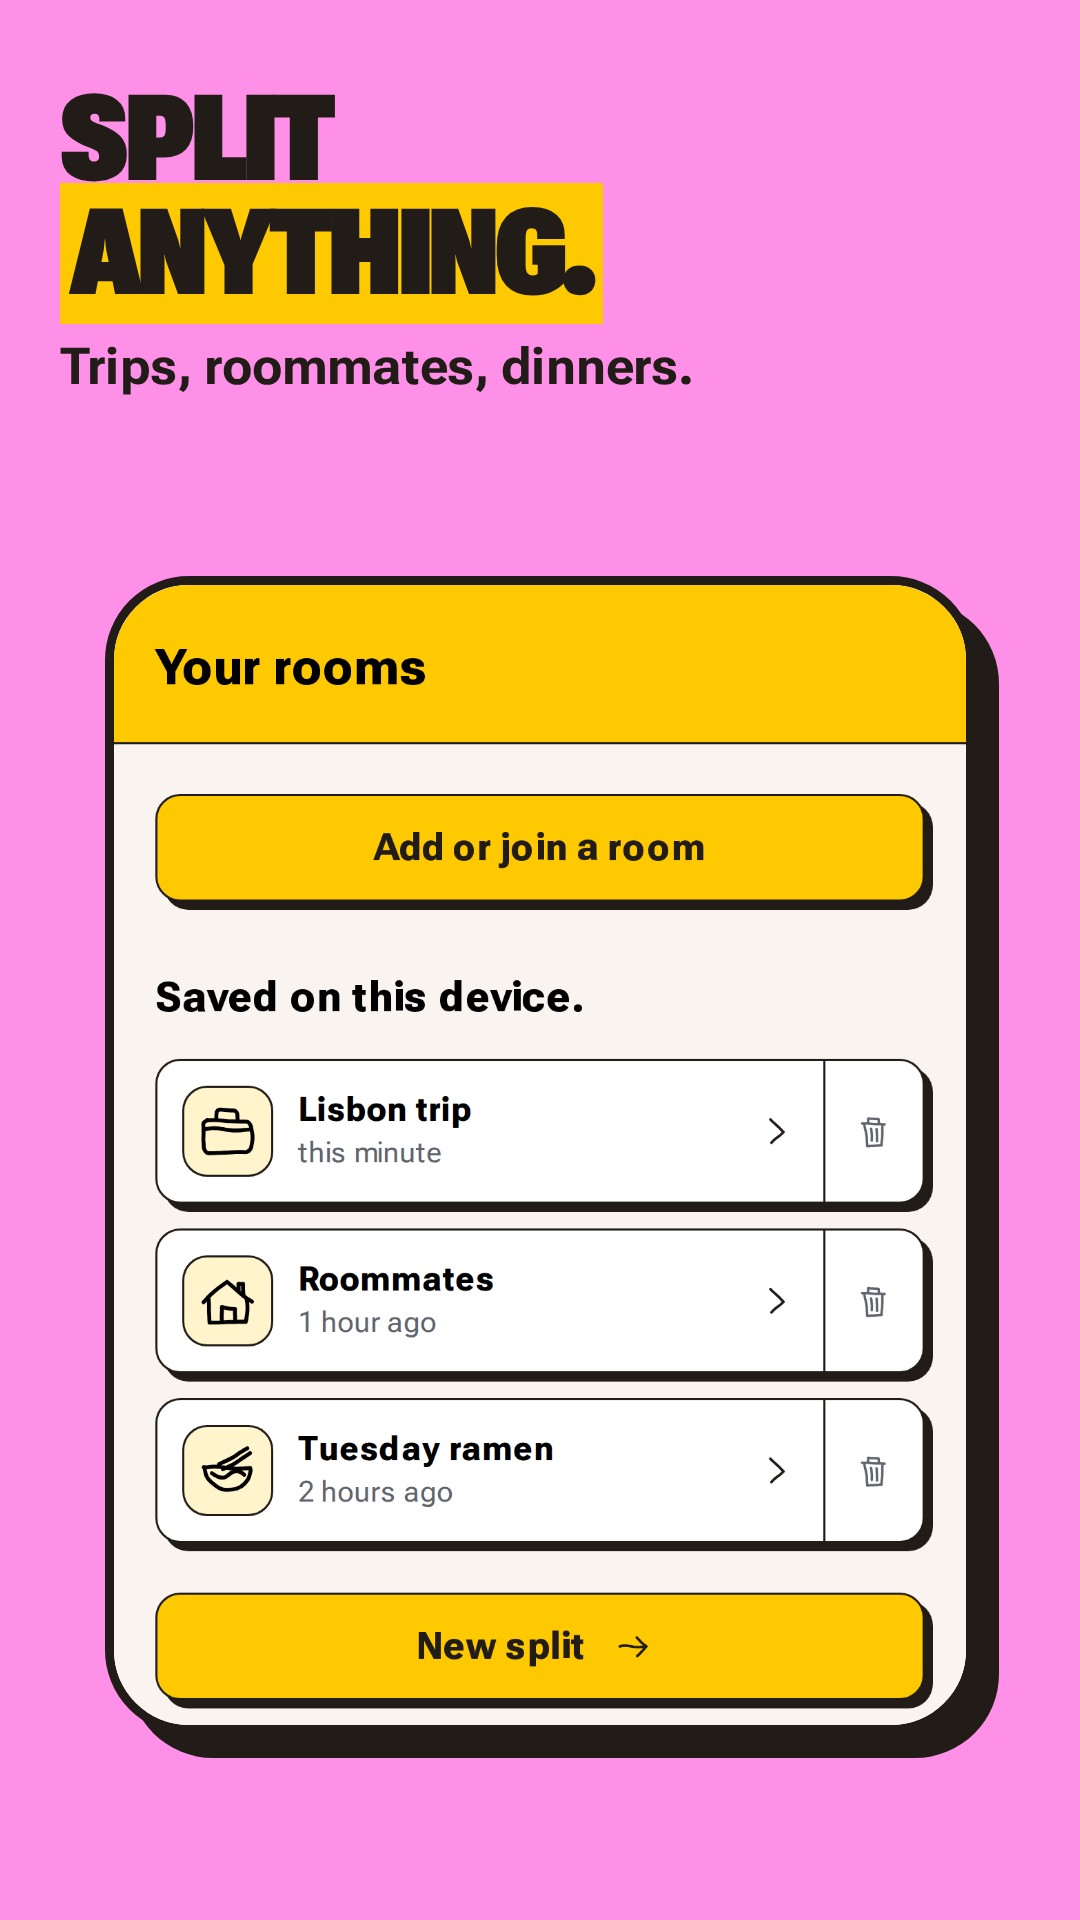 SPLIT
ANYTHING.
Trips, roommates, dinners.
Your rooms
Add or join a room
Saved on this device.
Lisbon trip
this minute
Roommates
1 hour ago
Tuesday ramen
2 hours ago
New split